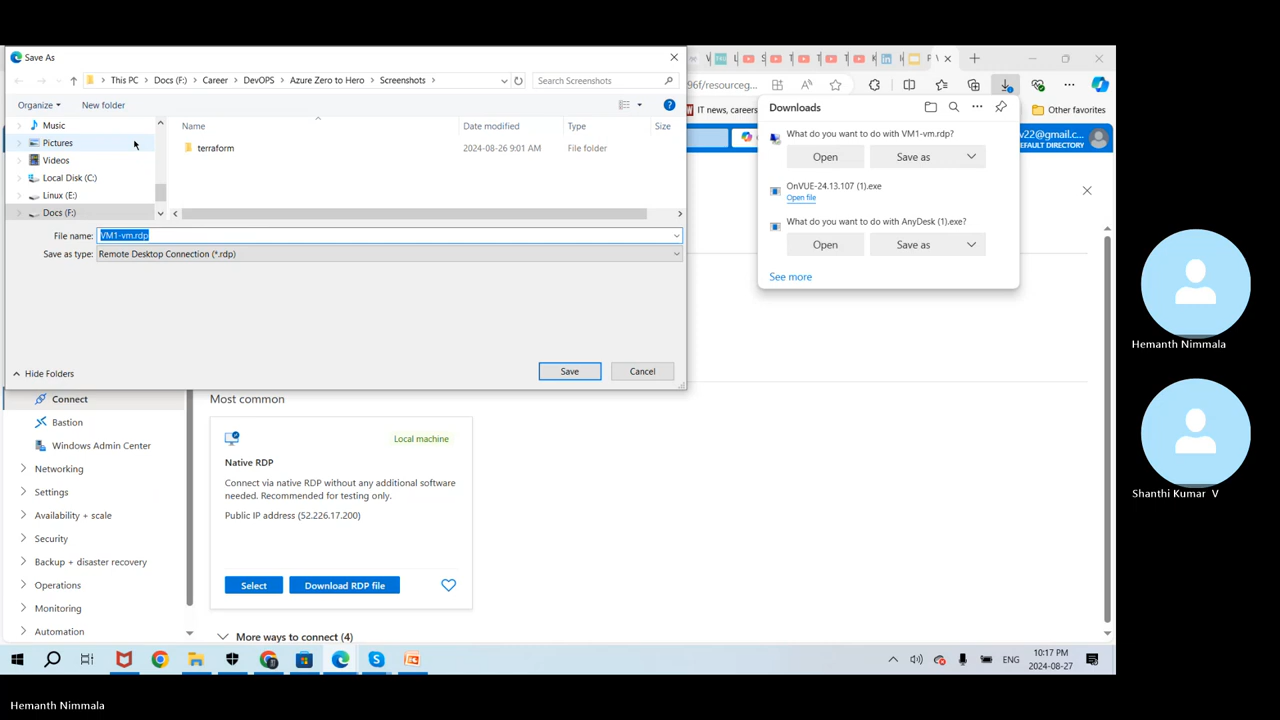 Save As
This PC > Docs (F:) > Career > DevOPS > Azure Zero to Hero > Screenshots >
Search Screenshots
Organize
New folder
Music
Pictures
Videos
Local Disk (C:)
Linux (E:)
Docs (F:)
Name
Date modified
Type
Size
terraform
2024-08-26 9:01 AM
File folder
File name: VM1-vm.rdp
Save as type: Remote Desktop Connection (*.rdp)
Hide Folders
Save
Cancel
96f/resourceg...
IT news, careers
Other favorites
v22@gmail.c...
DEFAULT DIRECTORY
Downloads
What do you want to do with VM1-vm.rdp?
Open
Save as
OnVUE-24.13.107 (1).exe
Open file
What do you want to do with AnyDesk (1).exe?
Open
Save as
See more
Connect
Bastion
Windows Admin Center
Networking
Settings
Availability + scale
Security
Backup + disaster recovery
Operations
Monitoring
Automation
Most common
Local machine
Native RDP
Connect via native RDP without any additional software
needed. Recommended for testing only.
Public IP address (52.226.17.200)
Select
Download RDP file
More ways to connect (4)
ENG
10:17 PM
2024-08-27
Hemanth Nimmala
Shanthi Kumar V
Hemanth Nimmala